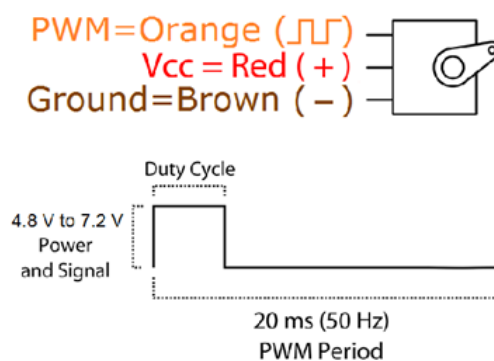 PWM=Orange (⎍⎍)
Vcc = Red (+)
Ground=Brown (−)
Duty Cycle
4.8 V to 7.2 V
Power
and Signal
20 ms (50 Hz)
PWM Period